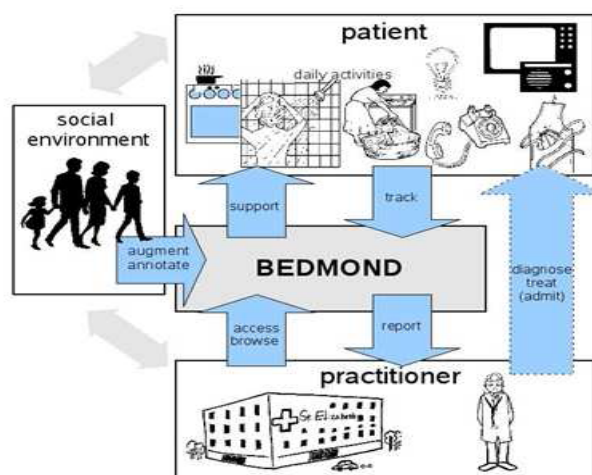 patient
daily activities
social
environment
support
track
augment
annotate
BEDMOND
diagnose
treat
(admit)
access
browse
report
practitioner